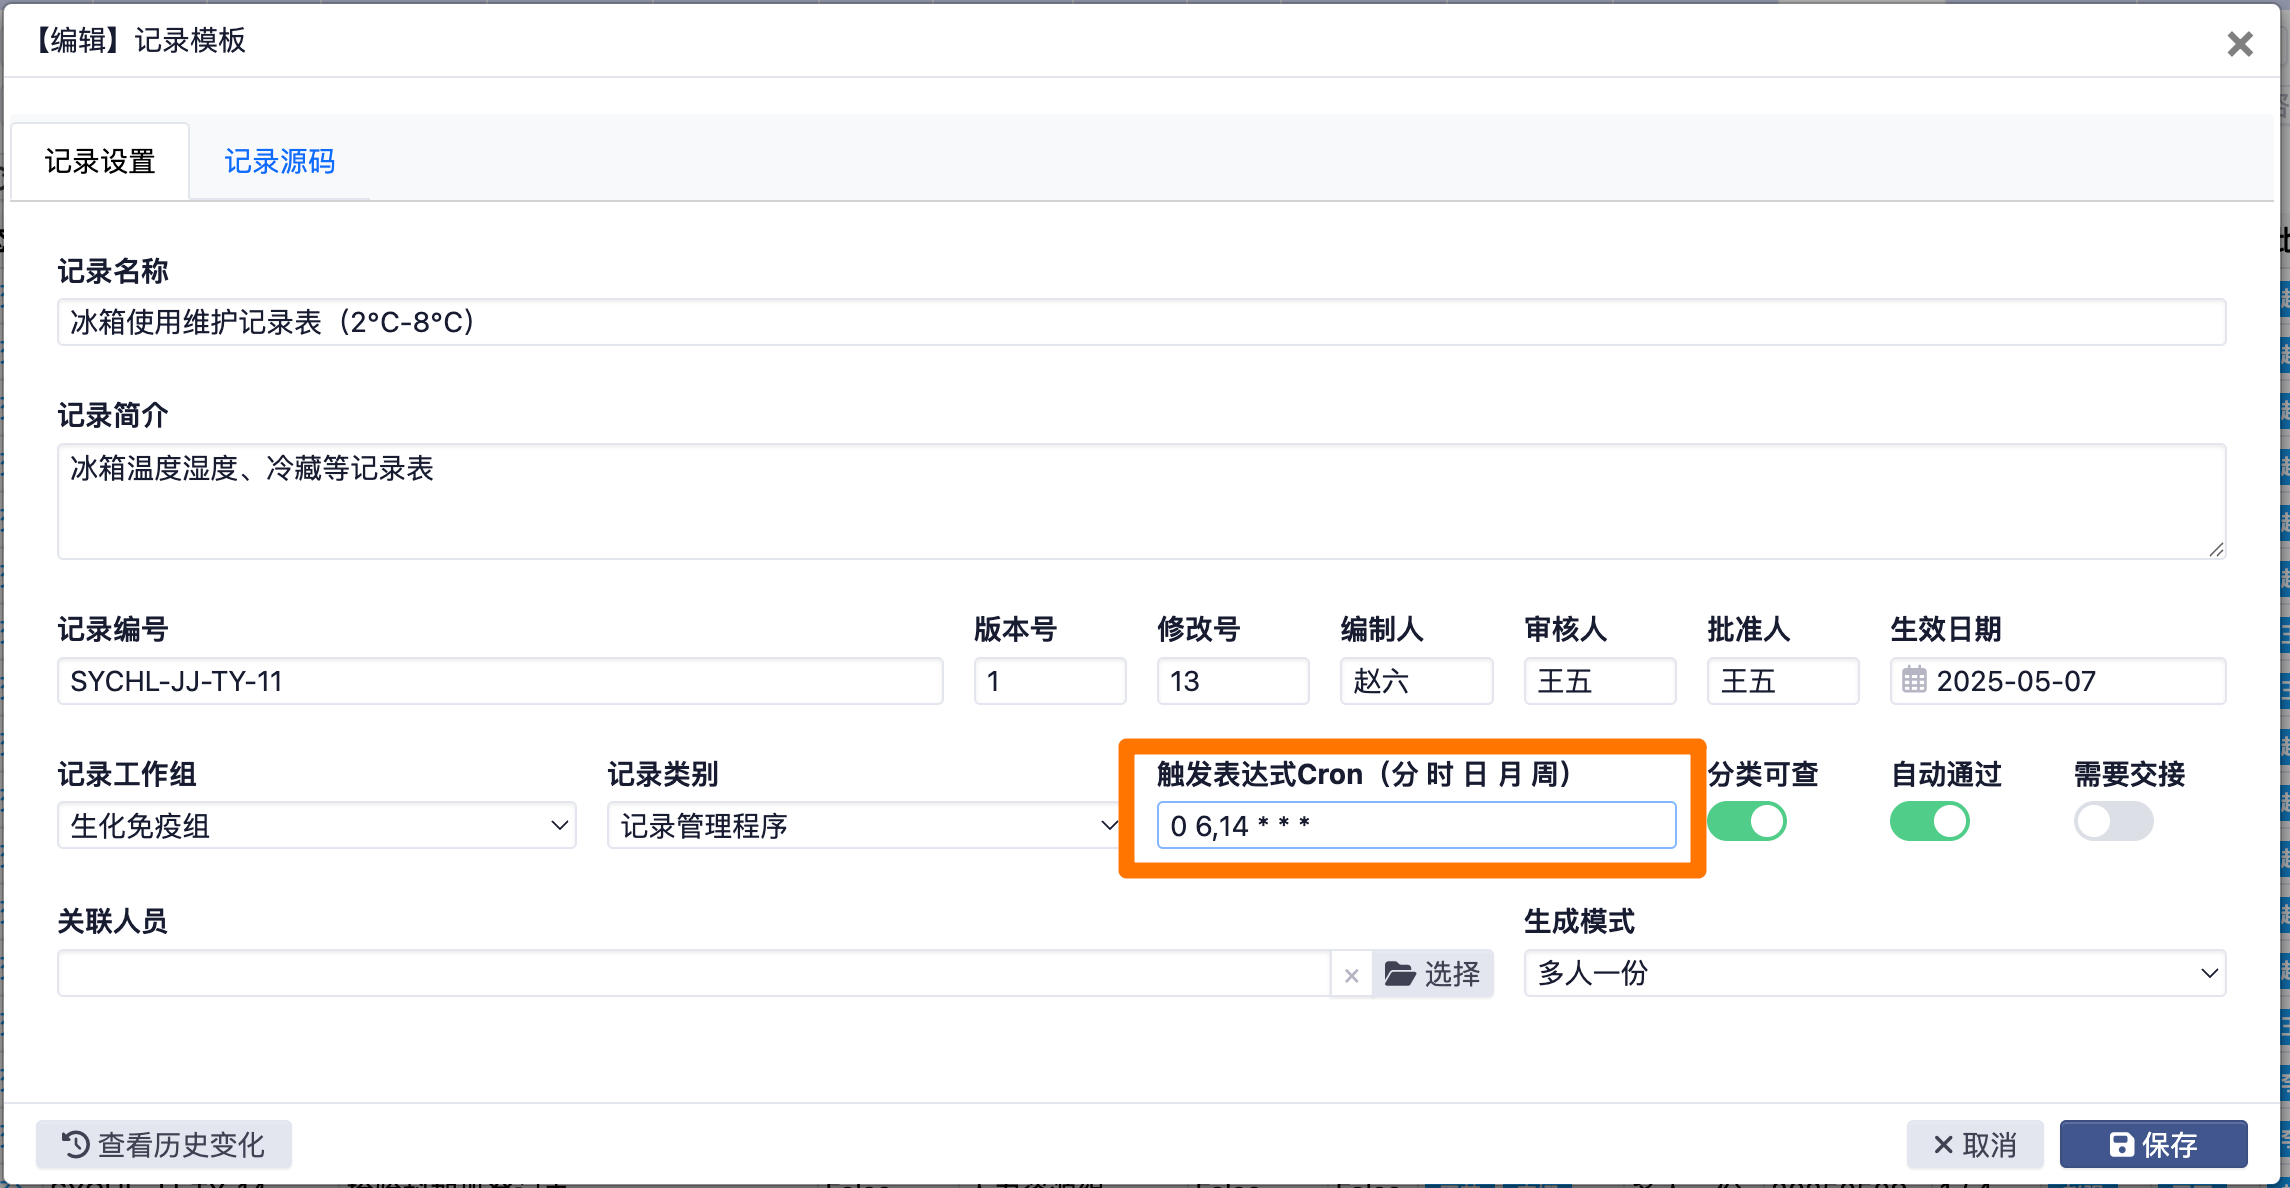 【编辑】记录模板
记录设置 记录源码
记录名称
冰箱使用维护记录表（2°C-8°C）
记录简介
冰箱温度湿度、冷藏等记录表
记录编号 版本号 修改号 编制人 审核人 批准人 生效日期
SYCHL-JJ-TY-11 1 13 赵六 王五 王五 2025-05-07
记录工作组 记录类别 触发表达式Cron（分 时 日 月 周） 分类可查 自动通过 需要交接
生化免疫组 记录管理程序 0 6,14 * * *
关联人员 生成模式
× 选择 多人一份
查看历史变化 取消 保存